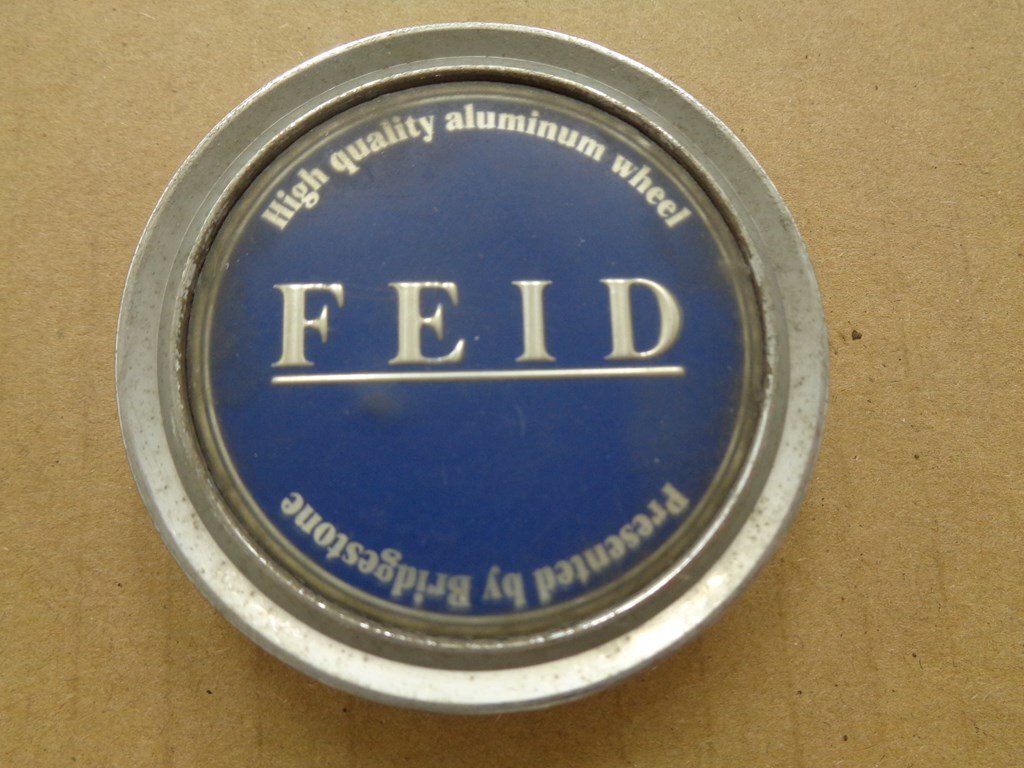 High quality aluminum wheel
FEID
Presented by Bridgestone